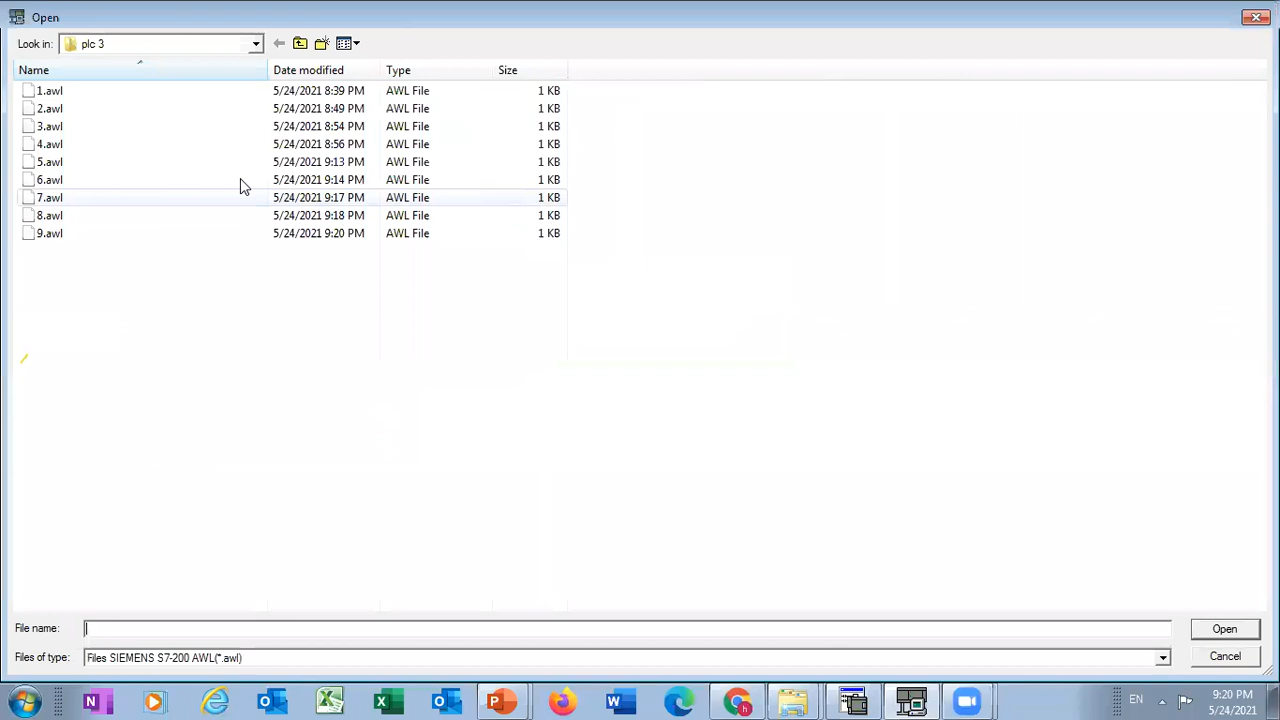 Open
Look in: plc 3
Name Date modified Type Size
1.awl 5/24/2021 8:39 PM AWL File 1 KB
2.awl 5/24/2021 8:49 PM AWL File 1 KB
3.awl 5/24/2021 8:54 PM AWL File 1 KB
4.awl 5/24/2021 8:56 PM AWL File 1 KB
5.awl 5/24/2021 9:13 PM AWL File 1 KB
6.awl 5/24/2021 9:14 PM AWL File 1 KB
7.awl 5/24/2021 9:17 PM AWL File 1 KB
8.awl 5/24/2021 9:18 PM AWL File 1 KB
9.awl 5/24/2021 9:20 PM AWL File 1 KB
File name: Open
Files of type: Files SIEMENS S7-200 AWL(*.awl) Cancel
EN 9:20 PM
5/24/2021